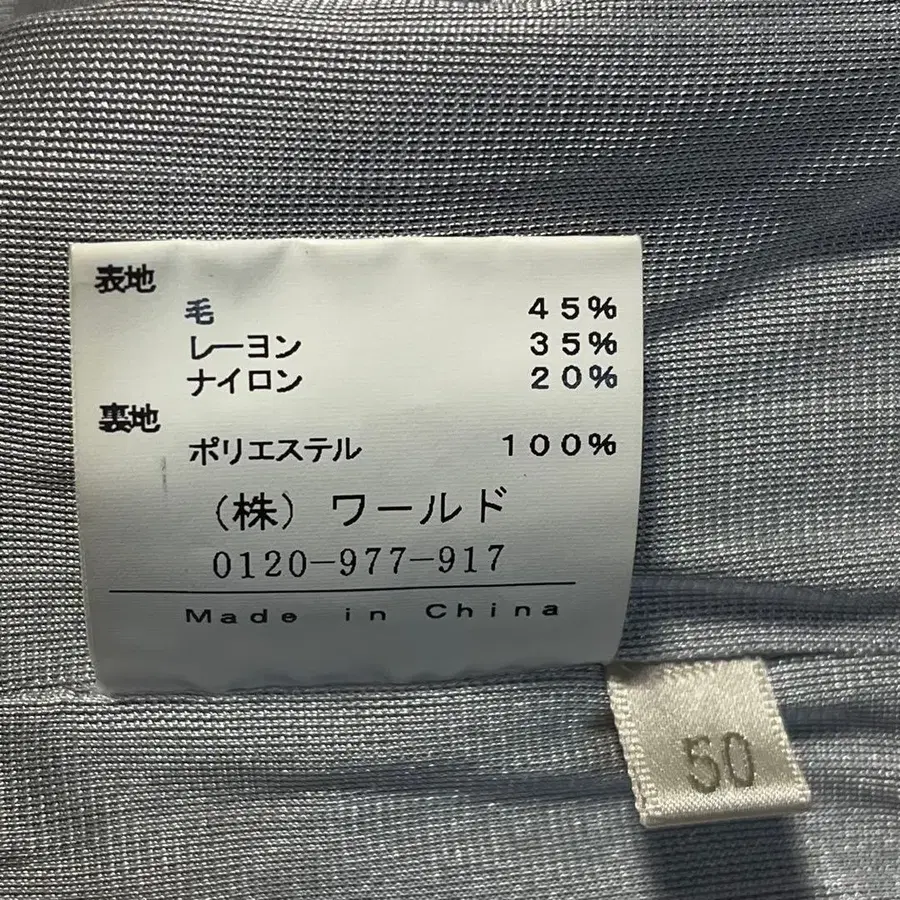 表地
毛 45%
レーヨン 35%
ナイロン 20%
裏地
ポリエステル 100%
(株) ワールド
0120-977-917
Made in China
50